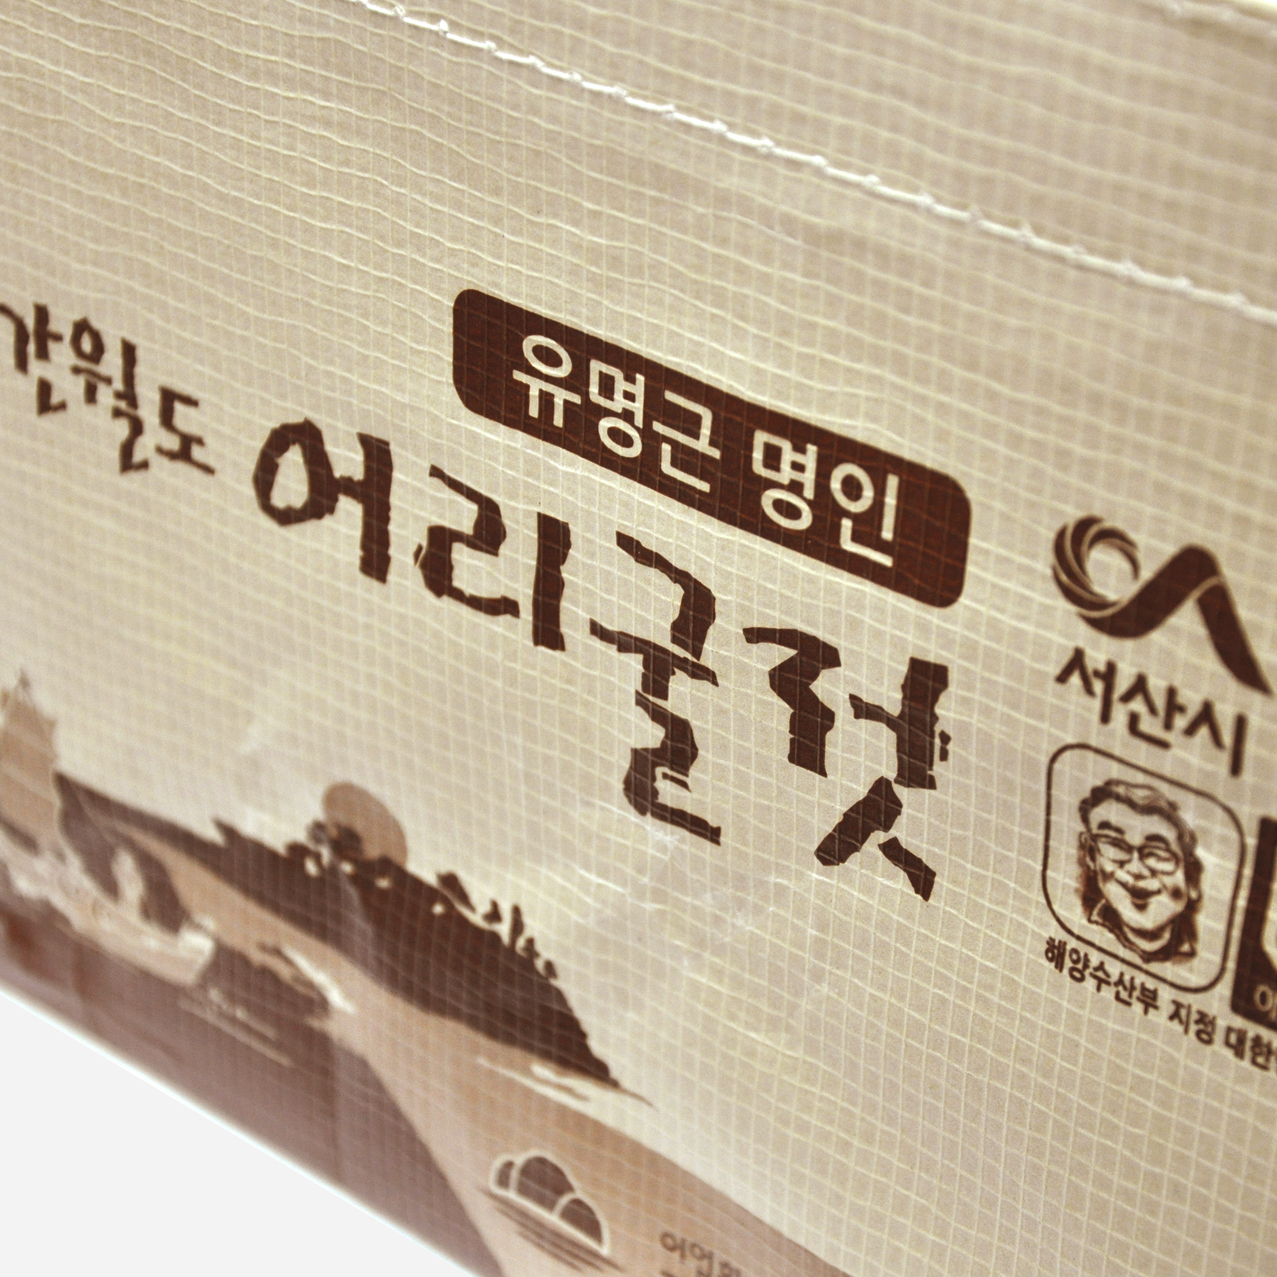 유명근 명인
간월도 어리굴젓
서산시
해양수산부 지정 대한